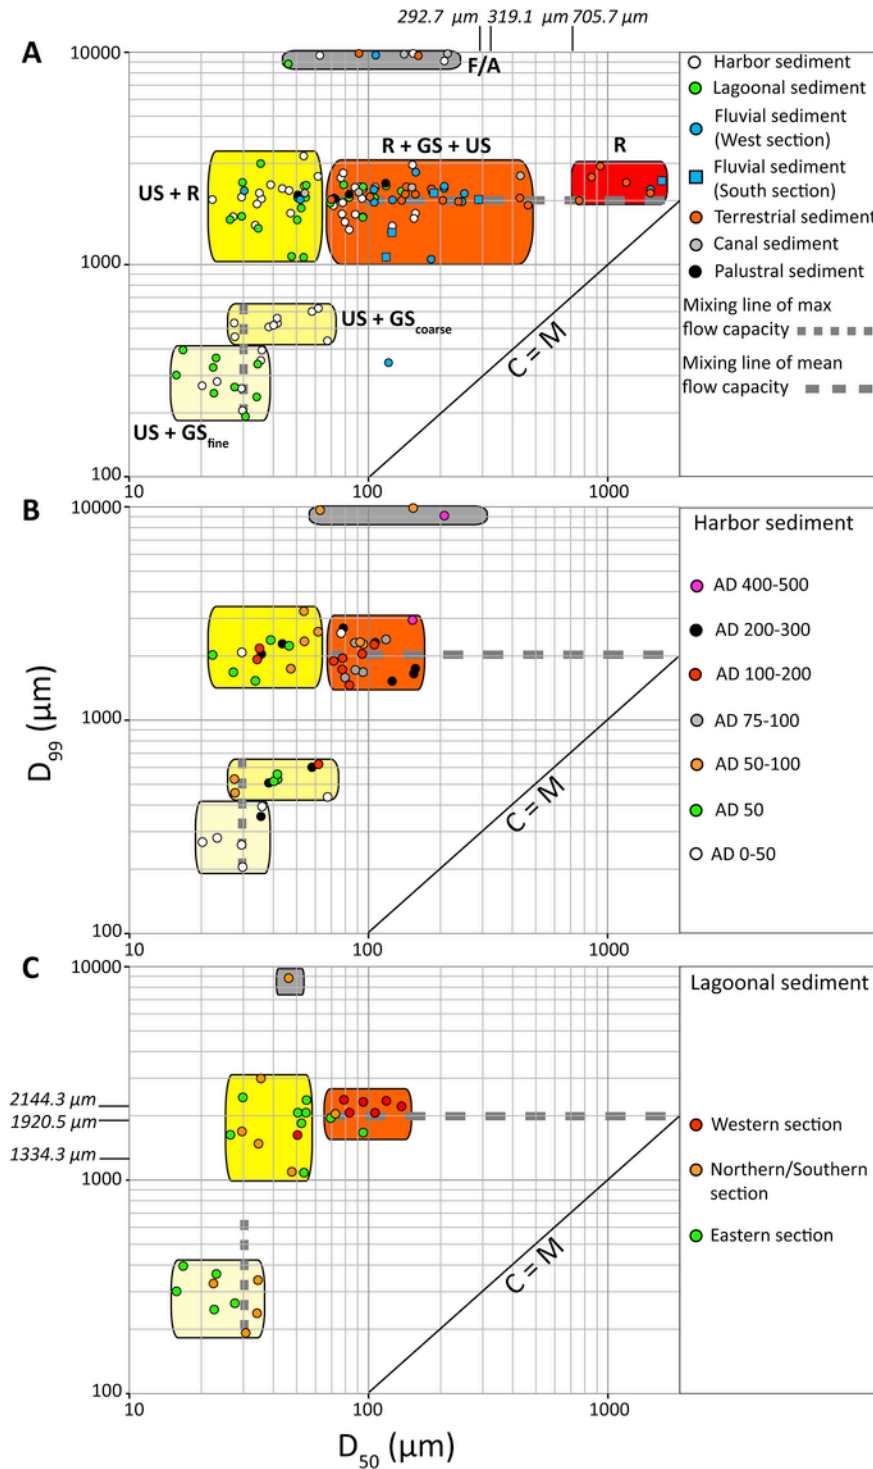 292.7 µm 319.1 µm 705.7 µm
A
10000
F/A
R + GS + US
R
US + R
1000
US + GScoarse
C = M
US + GSfine
100
10 100 1000
Harbor sediment
Lagoonal sediment
Fluvial sediment
(West section)
Fluvial sediment
(South section)
Terrestrial sediment
Canal sediment
Palustral sediment
Mixing line of max
flow capacity
Mixing line of mean
flow capacity
B
10000
1000
C = M
100
10 100 1000
Harbor sediment
AD 400-500
AD 200-300
AD 100-200
AD 75-100
AD 50-100
AD 50
AD 0-50
D99 (µm)
C
10000
2144.3 µm
1920.5 µm
1334.3 µm
1000
C = M
100
10 100 1000
Lagoonal sediment
Western section
Northern/Southern
section
Eastern section
D50 (µm)